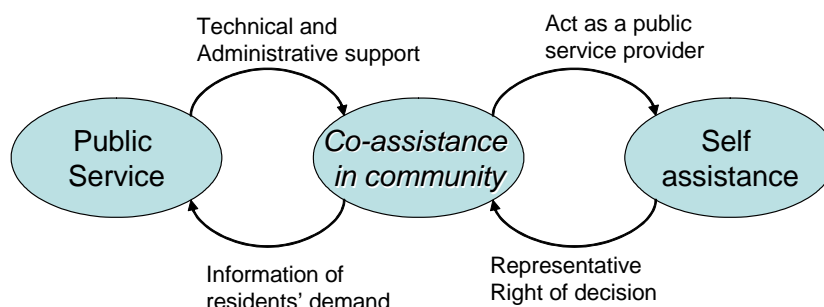 Technical and
Administrative support
Act as a public
service provider
Public
Service
Co-assistance
in community
Self
assistance
Information of
residents' demand
Representative
Right of decision